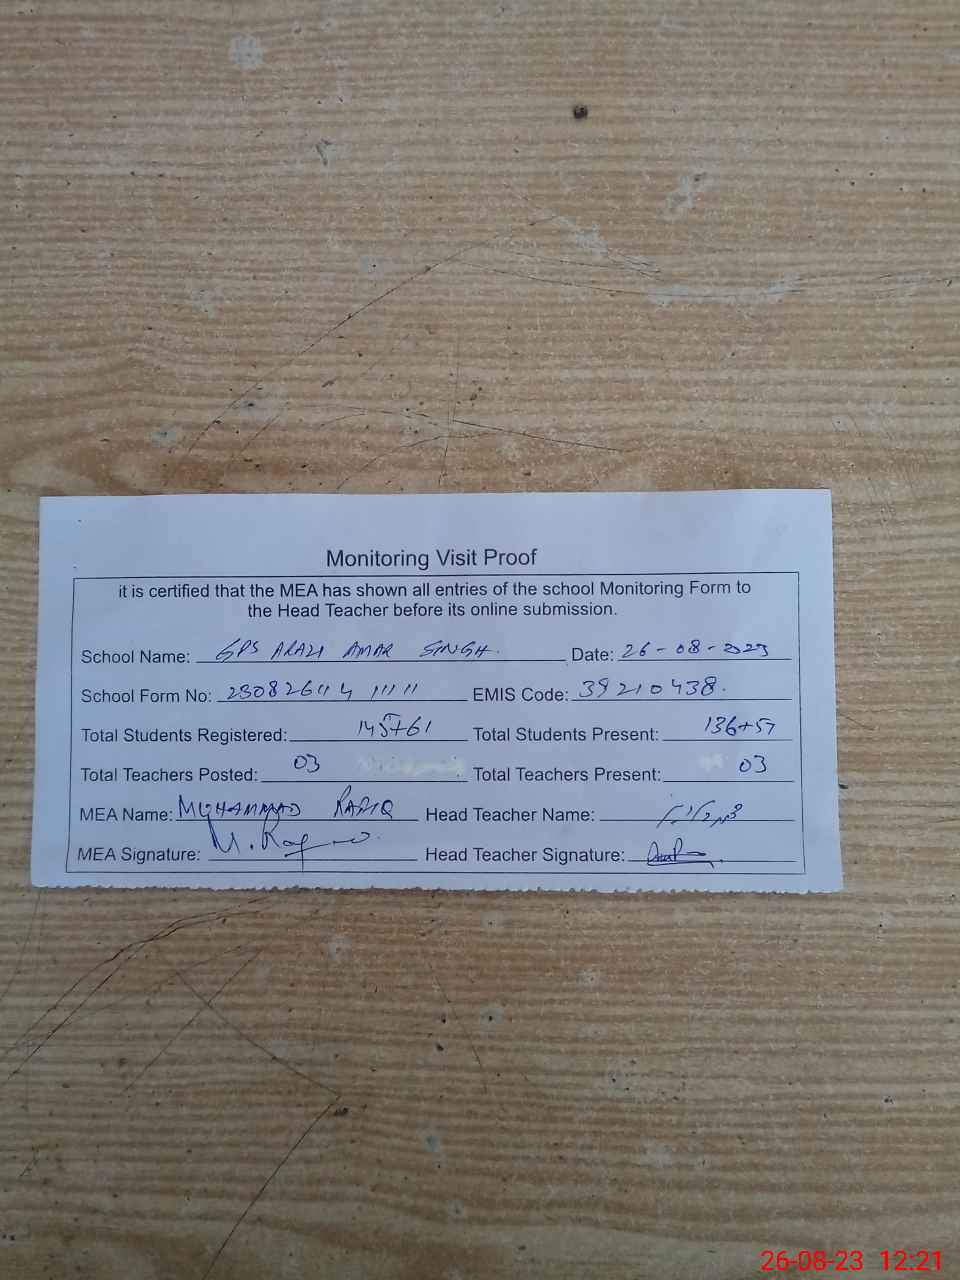 Monitoring Visit Proof
it is certified that the MEA has shown all entries of the school Monitoring Form to
the Head Teacher before its online submission.
School Name: GPS ARAZI AMAR SINGH. Date: 26-08-2023
School Form No: 230826114 11111 EMIS Code: 39210438.
Total Students Registered: 145+61 Total Students Present: 136+57
Total Teachers Posted: 03 Total Teachers Present: 03
MEA Name: MUHAMMAD RAFIQ Head Teacher Name:
MEA Signature: Head Teacher Signature:
26-08-23 12:21